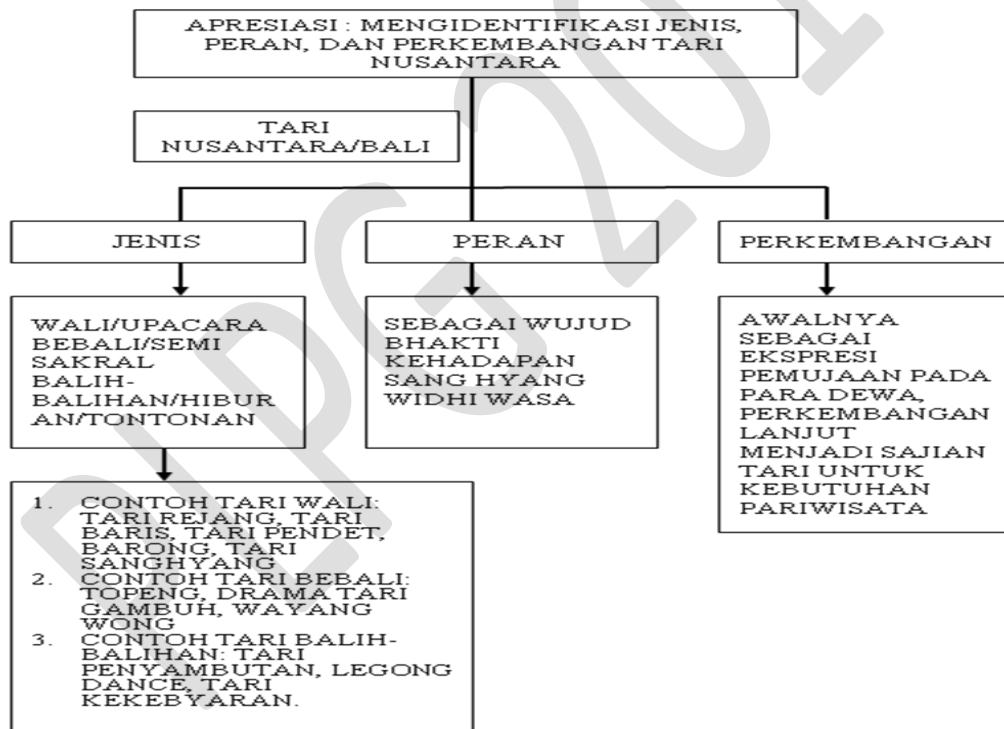 APRESIASI : MENGIDENTIFIKASI JENIS,
PERAN, DAN PERKEMBANGAN TARI
NUSANTARA
TARI
NUSANTARA/BALI
JENIS
PERAN
PERKEMBANGAN
WALI/UPACARA
BEBALI/SEMI
SAKRAL
BALIH-
BALIHAN/HIBUR
AN/TONTONAN
SEBAGAI WUJUD
BHAKTI
KEHADAPAN
SANG HYANG
WIDHI WASA
AWALNYA
SEBAGAI
EKSPRESI
PEMUJAAN PADA
PARA DEWA,
PERKEMBANGAN
LANJUT
MENJADI SAJIAN
TARI UNTUK
KEBUTUHAN
PARIWISATA
1. CONTOH TARI WALI:
TARI REJANG, TARI
BARIS, TARI PENDET,
BARONG, TARI
SANGHYANG
2. CONTOH TARI BEBALI:
TOPENG, DRAMA TARI
GAMBUH, WAYANG
WONG
3. CONTOH TARI BALIH-
BALIHAN: TARI
PENYAMBUTAN, LEGONG
DANCE, TARI
KEKEBYARAN.